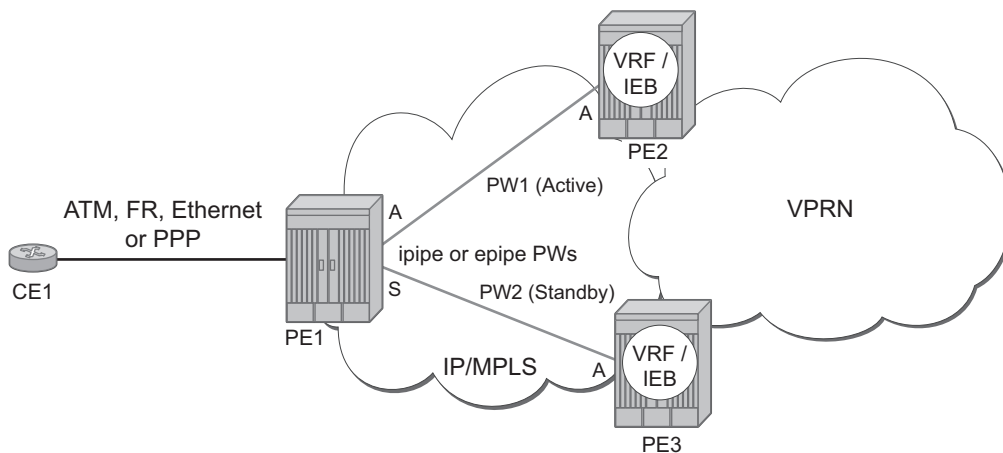 VRF /
IEB
A
PE2
PW1 (Active)
ATM, FR, Ethernet
or PPP
A
VPRN
ipipe or epipe PWs
CE1
S
PW2 (Standby)
PE1
VRF /
IEB
IP/MPLS
A
PE3